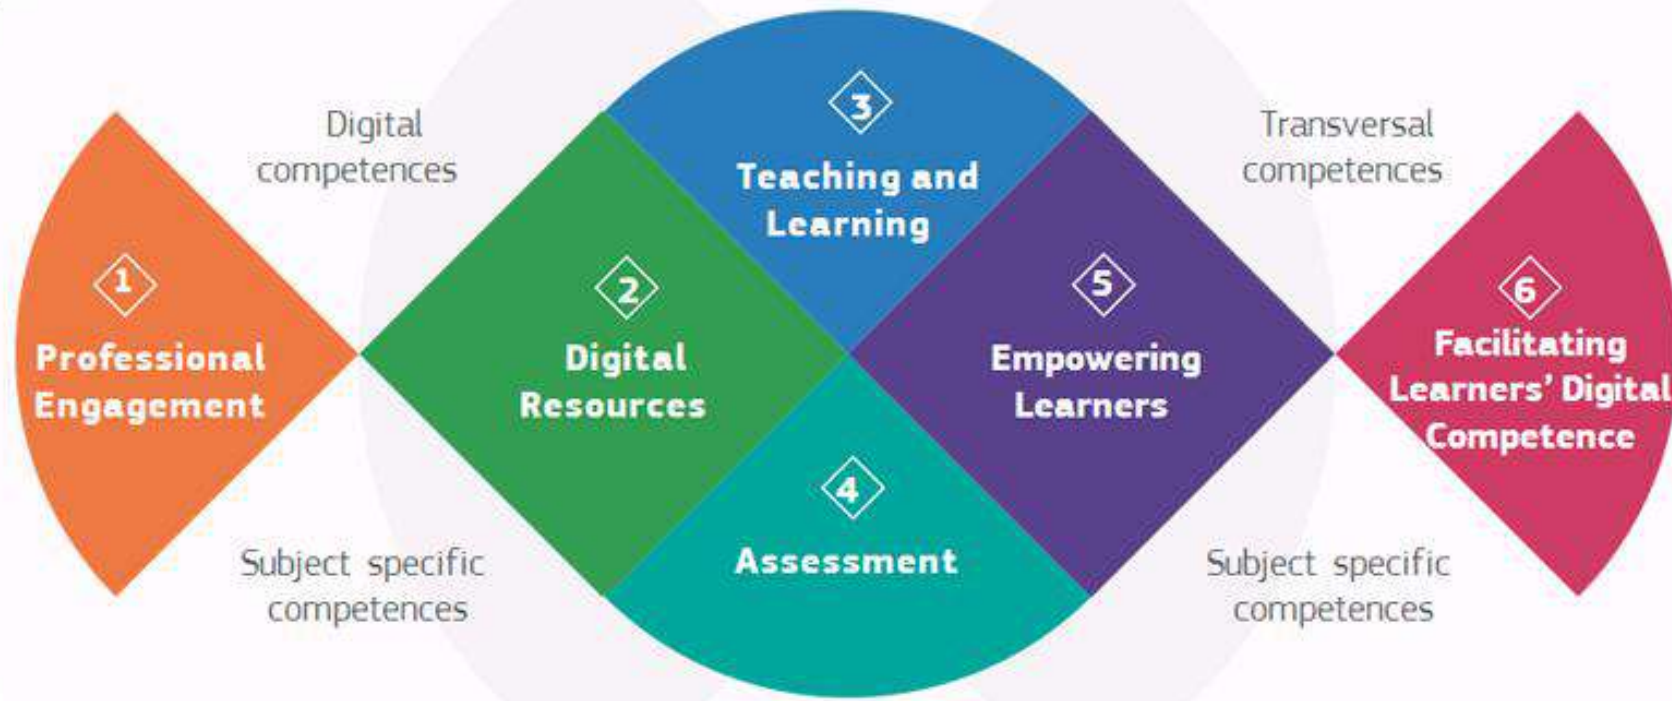 1
Professional
Engagement
Digital
competences
Subject specific
competences
2
Digital
Resources
3
Teaching and
Learning
4
Assessment
5
Empowering
Learners
Transversal
competences
Subject specific
competences
6
Facilitating
Learners' Digital
Competence